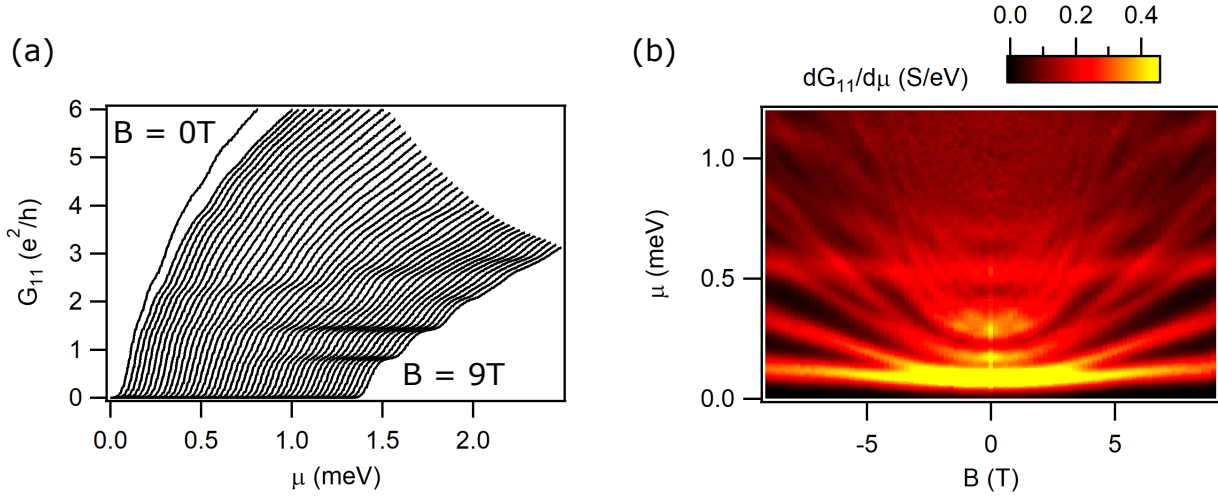 (a)
6
5
4
3
2
1
0
G₁₁ (e²/h)
B = 0T
B = 9T
0.0 0.5 1.0 1.5 2.0
μ (meV)
(b)
0.0 0.2 0.4
dG₁₁/dμ (S/eV)
1.0
0.5
0.0
μ (meV)
-5 0 5
B (T)